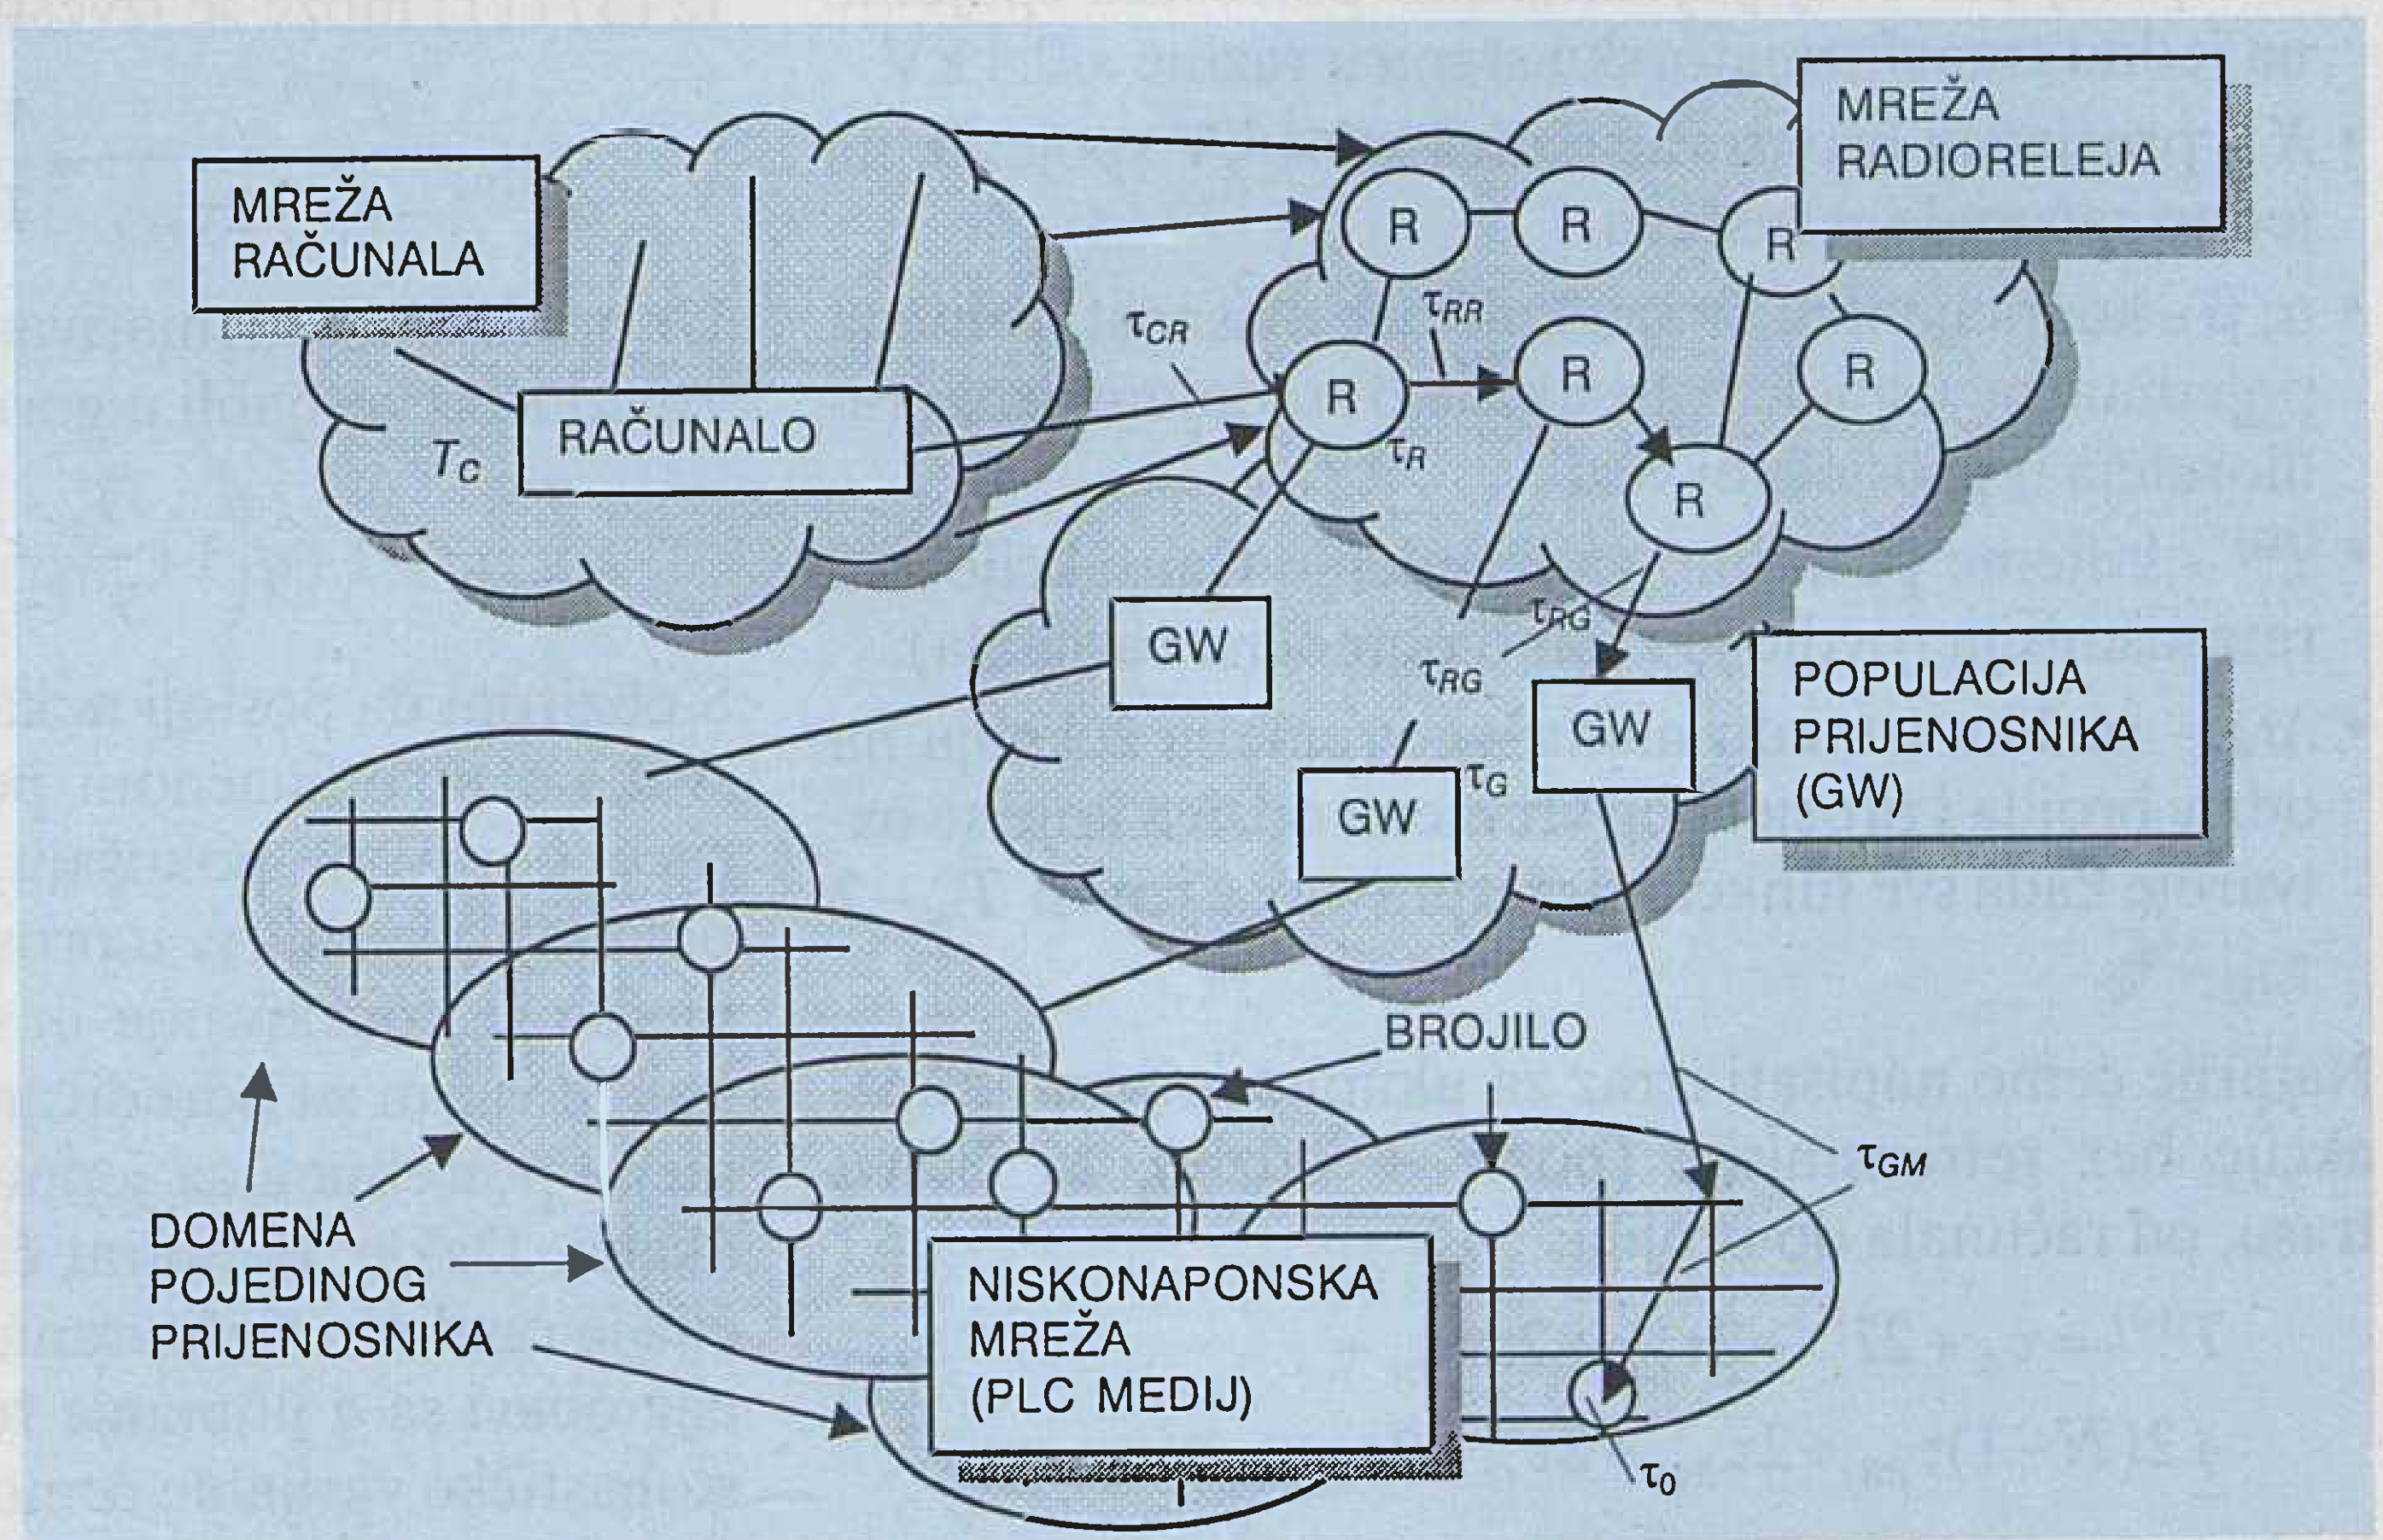 MREŽA
RADIORELEJA
MREŽA
RAČUNALA
R
R
R
τRR
τCR
R
R
R
RAČUNALO
TC
τR
R
τRG
GW
τRG
POPULACIJA
PRIJENOSNIKA
(GW)
GW
τG
GW
BROJILO
τGM
DOMENA
POJEDINOG
PRIJENOSNIKA
NISKONAPONSKA
MREŽA
(PLC MEDIJ)
τ0